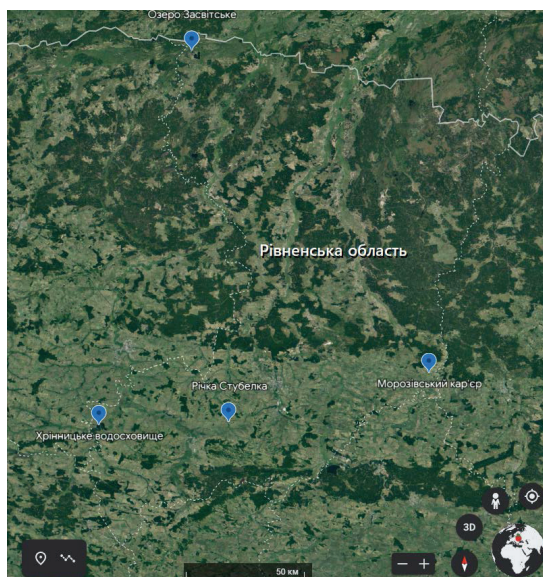 Озеро Засвітське
Рівненська область
Річка Стубелка
Морозівський кар'єр
Хрінницьке водосховище
3D
50 км